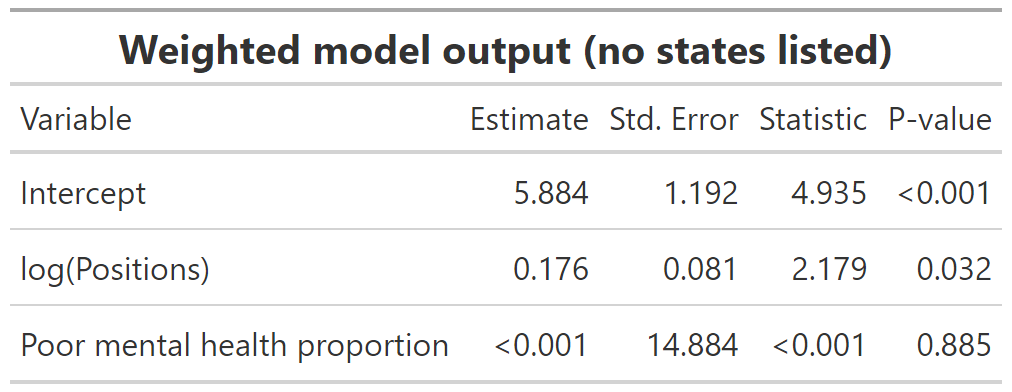 Weighted model output (no states listed)
Variable Estimate Std. Error Statistic P-value
Intercept 5.884 1.192 4.935 <0.001
log(Positions) 0.176 0.081 2.179 0.032
Poor mental health proportion <0.001 14.884 <0.001 0.885